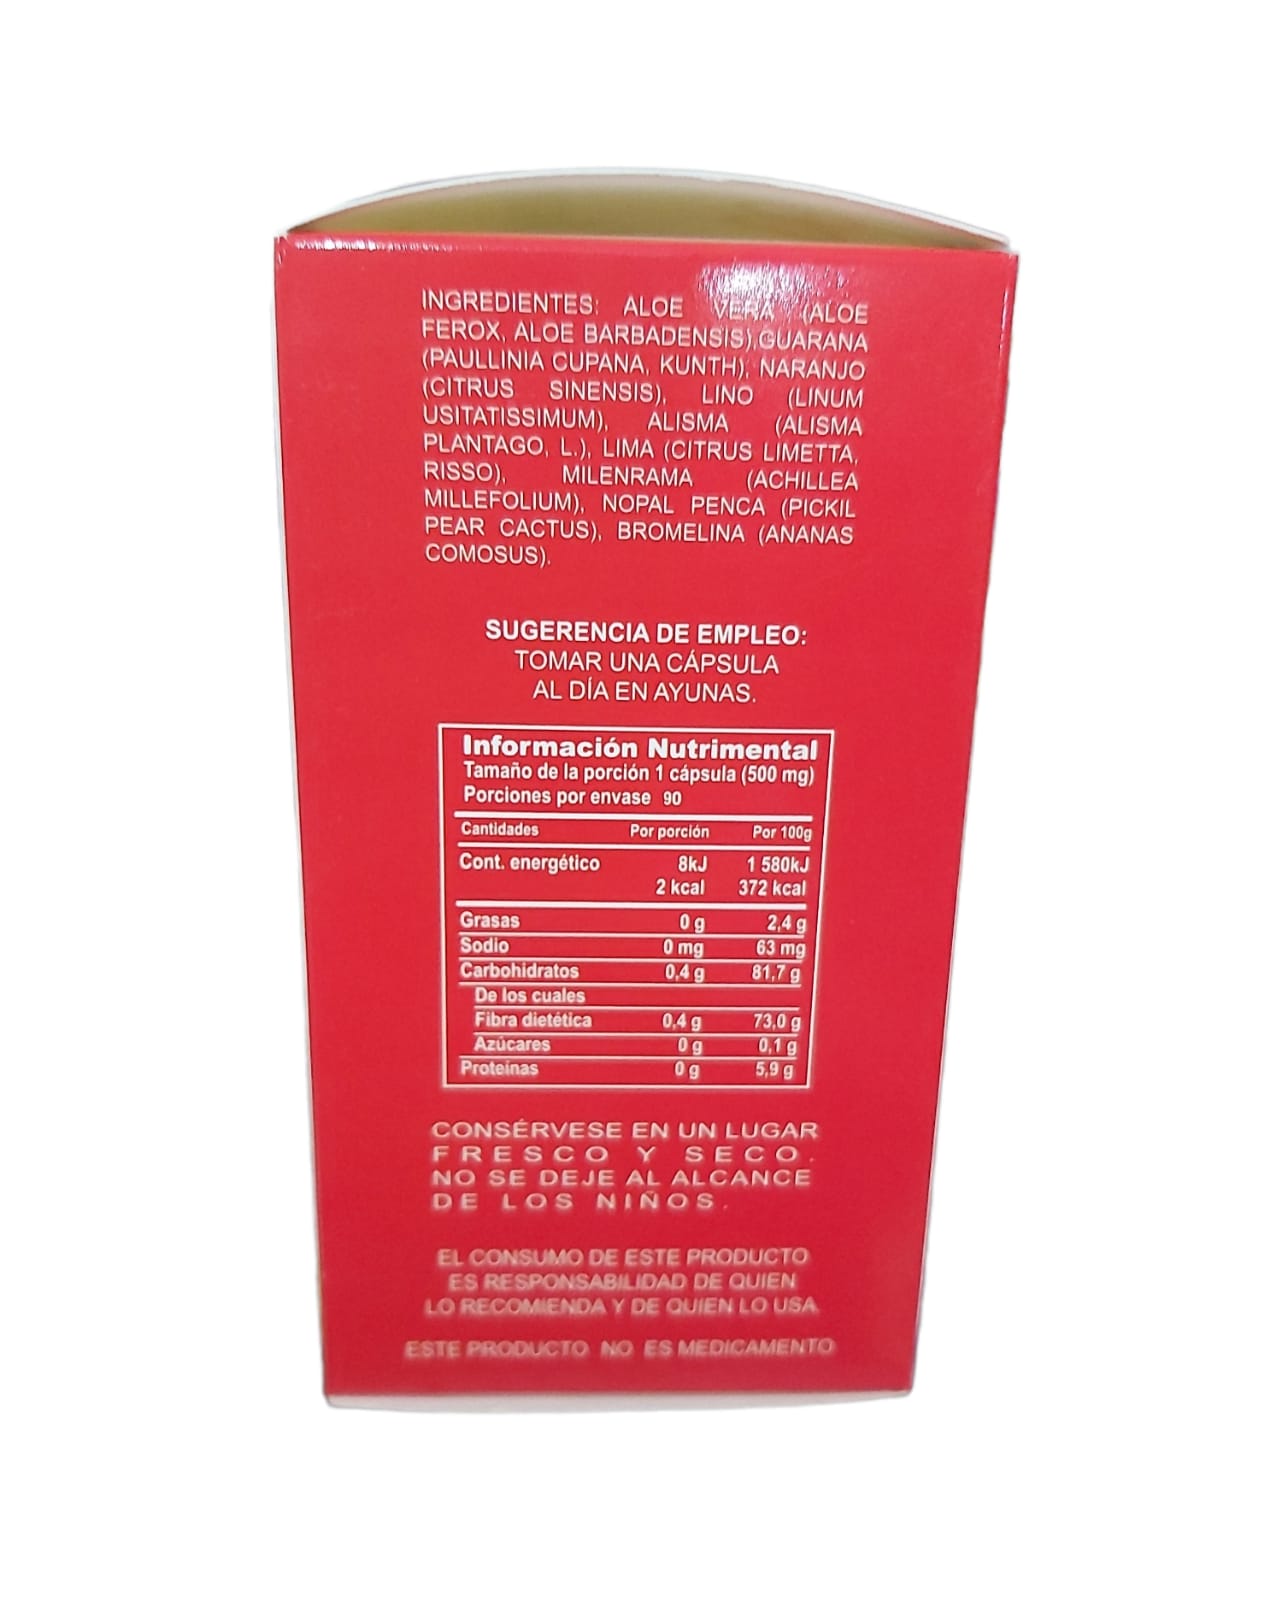 INGREDIENTES: ALOE VERA (ALOE
FEROX, ALOE BARBADENSIS),GUARANA
(PAULLINIA CUPANA, KUNTH), NARANJO
(CITRUS SINENSIS), LINO (LINUM
USITATISSIMUM), ALISMA (ALISMA
PLANTAGO, L.), LIMA (CITRUS LIMETTA,
RISSO), MILENRAMA (ACHILLEA
MILLEFOLIUM), NOPAL PENCA (PICKIL
PEAR CACTUS), BROMELINA (ANANAS
COMOSUS).
SUGERENCIA DE EMPLEO:
TOMAR UNA CÁPSULA
AL DÍA EN AYUNAS.
Información Nutrimental
Tamaño de la porción 1 cápsula (500 mg)
Porciones por envase 90
Cantidades Por porción Por 100g
Cont. energético 8kJ 1 580kJ
2 kcal 372 kcal
Grasas 0 g 2,4 g
Sodio 0 mg 63 mg
Carbohidratos 0,4 g 81,7 g
De los cuales
Fibra dietética 0,4 g 73,0 g
Azúcares 0 g 0,1 g
Proteínas 0 g 5,9 g
CONSÉRVESE EN UN LUGAR
FRESCO Y SECO.
NO SE DEJE AL ALCANCE
DE LOS NIÑOS.
EL CONSUMO DE ESTE PRODUCTO
ES RESPONSABILIDAD DE QUIEN
LO RECOMIENDA Y DE QUIEN LO USA
ESTE PRODUCTO NO ES MEDICAMENTO